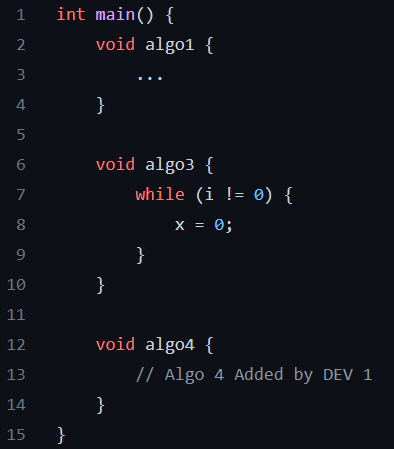 1 int main() {
2     void algo1 {
3         ...
4     }
5
6     void algo3 {
7         while (i != 0) {
8             x = 0;
9         }
10     }
11
12     void algo4 {
13         // Algo 4 Added by DEV 1
14     }
15 }